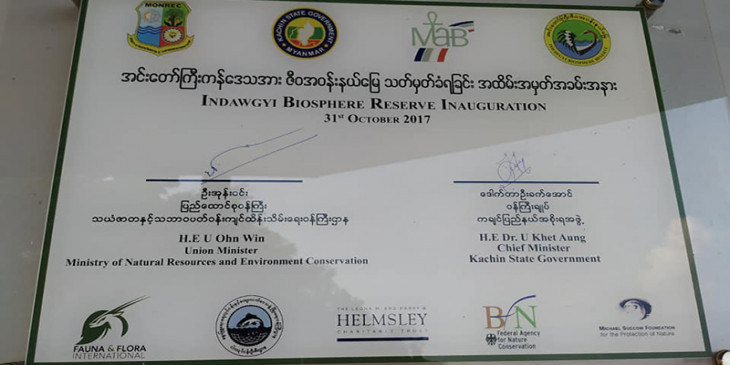 MONREC
KACHIN STATE GOVERNMENT
MYANMAR
MAB
အင်းတော်ကြီးကန်ဒေသအား ဇီဝအဝန်းနယ်မြေ သတ်မှတ်ခံရခြင်း အထိမ်းအမှတ်အခမ်းအနား
INDAWGYI BIOSPHERE RESERVE INAUGURATION
31st OCTOBER 2017
ဦးအုန်းဝင်း
ပြည်ထောင်စုဝန်ကြီး
သယံဇာတနှင့်သဘာဝပတ်ဝန်းကျင်ထိန်းသိမ်းရေးဝန်ကြီးဌာန
H.E U Ohn Win
Union Minister
Ministry of Natural Resources and Environment Conservation
ဒေါက်တာဦးခက်အောင်
ဝန်ကြီးချုပ်
ကချင်ပြည်နယ်အစိုးရအဖွဲ့
H.E Dr. U Khet Aung
Chief Minister
Kachin State Government
FAUNA & FLORA
INTERNATIONAL
THE LEONA M. AND HARRY B.
HELMSLEY
CHARITABLE TRUST
BfN
Federal Agency
for Nature
Conservation
MICHAEL SUCCOW FOUNDATION
for the Protection of Nature